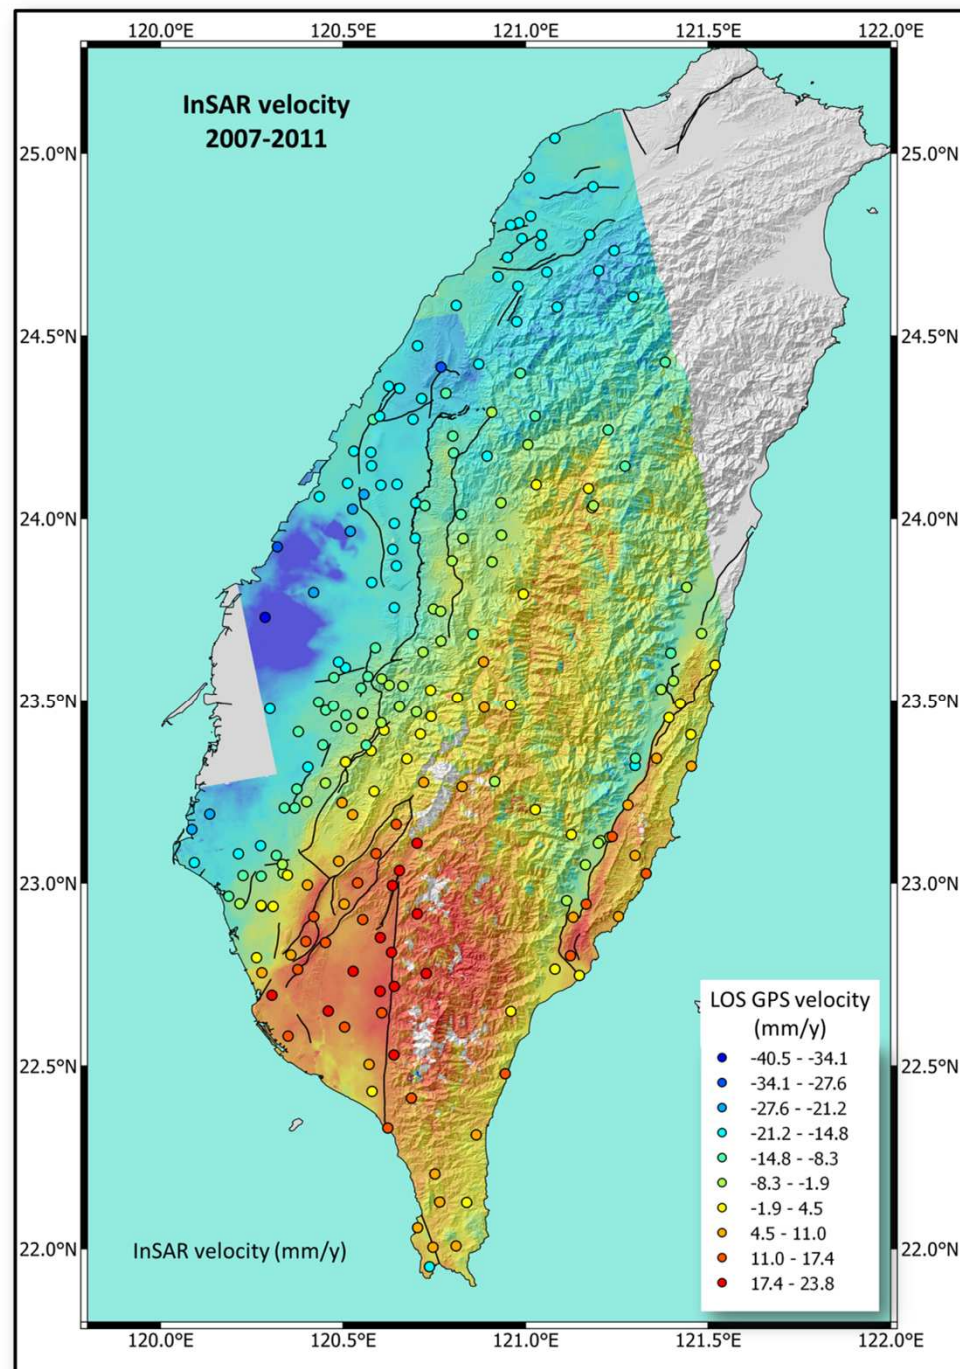 120.0°E 120.5°E 121.0°E 121.5°E 122.0°E
InSAR velocity
2007-2011
25.0°N 25.0°N
24.5°N 24.5°N
24.0°N 24.0°N
23.5°N 23.5°N
23.0°N 23.0°N
22.5°N 22.5°N
22.0°N 22.0°N
LOS GPS velocity
(mm/y)
-40.5 - -34.1
-34.1 - -27.6
-27.6 - -21.2
-21.2 - -14.8
-14.8 - -8.3
-8.3 - -1.9
-1.9 - 4.5
4.5 - 11.0
11.0 - 17.4
17.4 - 23.8
InSAR velocity (mm/y)
120.0°E 120.5°E 121.0°E 121.5°E 122.0°E